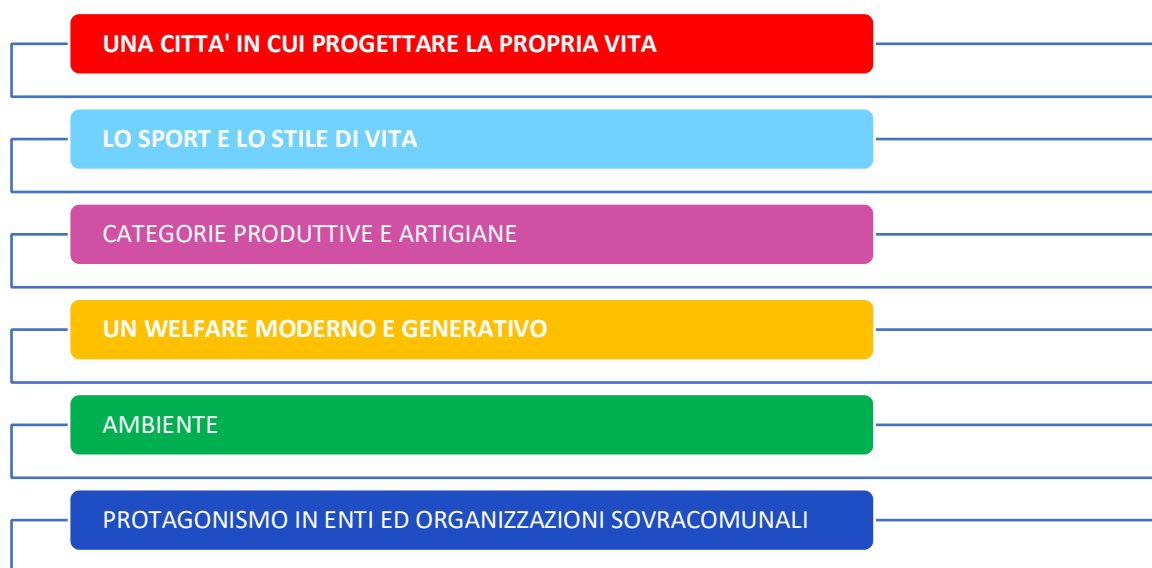 UNA CITTA' IN CUI PROGETTARE LA PROPRIA VITA
LO SPORT E LO STILE DI VITA
CATEGORIE PRODUTTIVE E ARTIGIANE
UN WELFARE MODERNO E GENERATIVO
AMBIENTE
PROTAGONISMO IN ENTI ED ORGANIZZAZIONI SOVRACOMUNALI